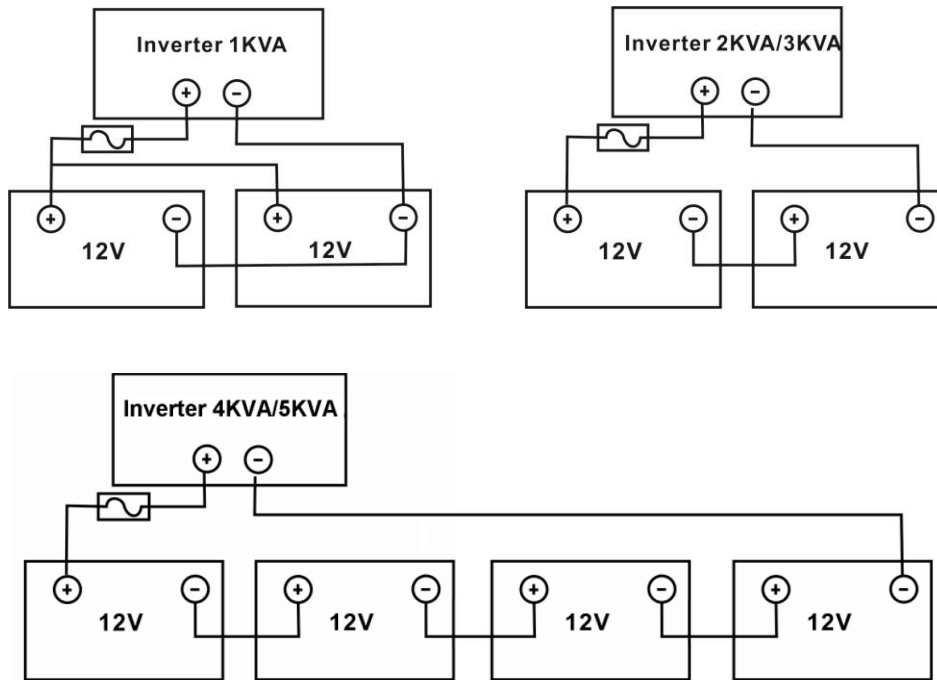 Inverter 1KVA
+ −
+ − + −
12V 12V
Inverter 2KVA/3KVA
+ −
+ − + −
12V 12V
Inverter 4KVA/5KVA
+ −
+ − + − + − + −
12V 12V 12V 12V